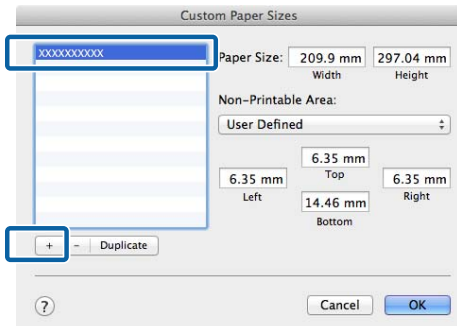 Custom Paper Sizes
XXXXXXXXXX
Paper Size: 209.9 mm 297.04 mm
Width Height
Non-Printable Area:
User Defined
6.35 mm
Top
6.35 mm 6.35 mm
Left Right
14.46 mm
Bottom
+ - Duplicate
? Cancel OK